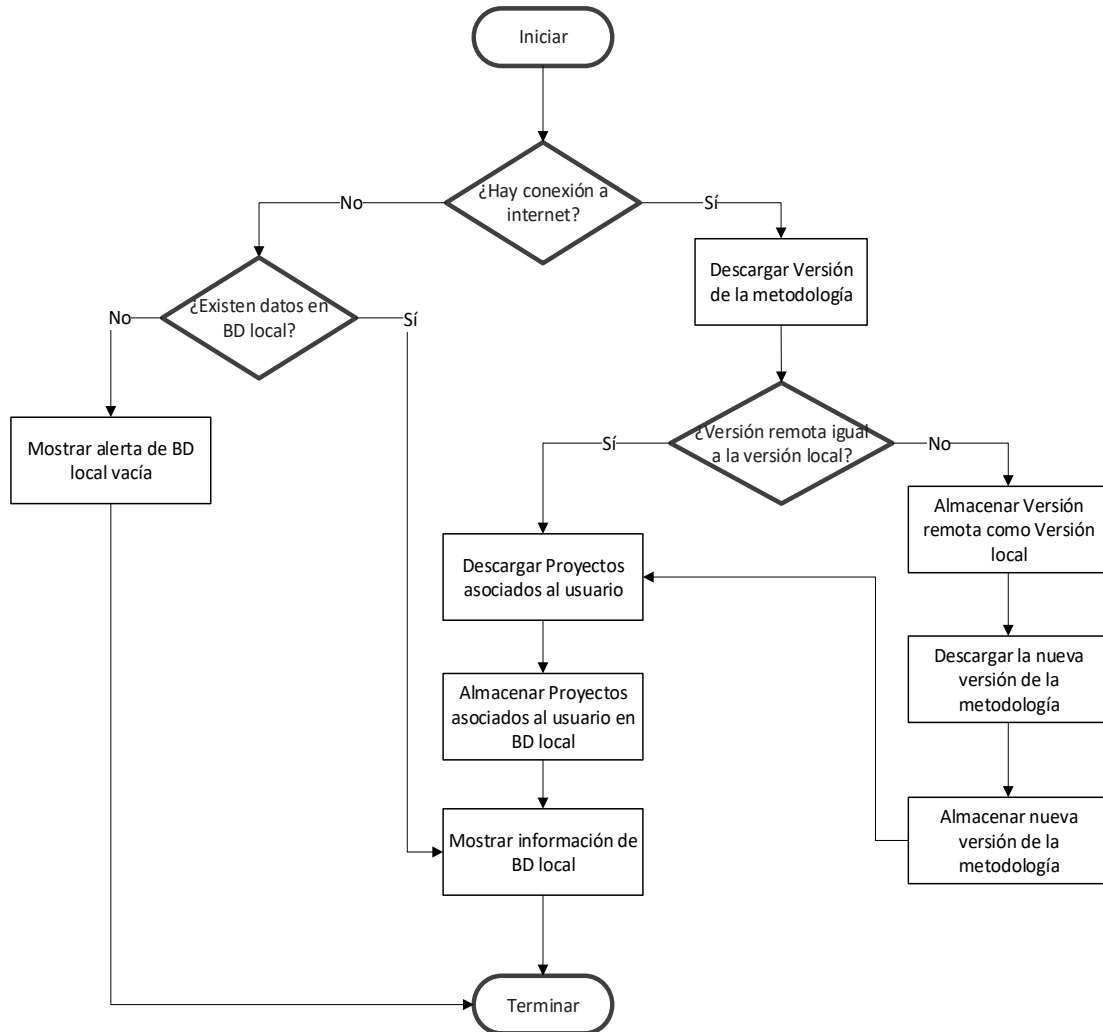 Iniciar
¿Hay conexión a
internet?
No
Sí
Descargar Versión
de la metodología
¿Existen datos en
BD local?
No
Sí
Mostrar alerta de BD
local vacía
¿Versión remota igual
a la versión local?
Sí
No
Almacenar Versión
remota como Versión
local
Descargar Proyectos
asociados al usuario
Descargar la nueva
versión de la
metodología
Almacenar Proyectos
asociados al usuario en
BD local
Almacenar nueva
versión de la
metodología
Mostrar información de
BD local
Terminar